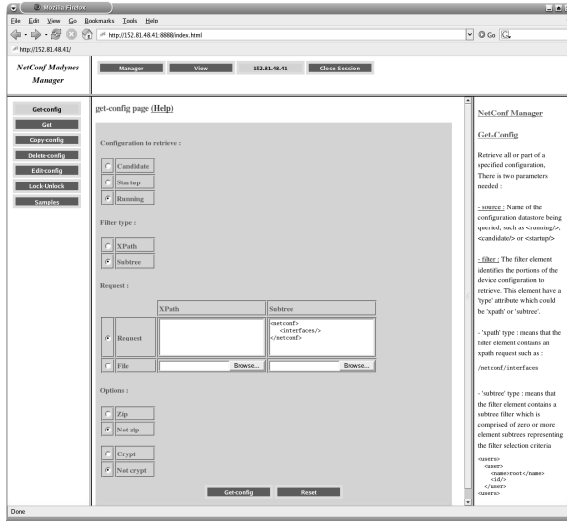 Mozilla Firefox
File Edit View Go Bookmarks Tools Help
http://152.81.48.41:8888/index.html
Go
http://152.81.48.41/
NetConf Madynes
Manager
Manager View 152.81.48.41 Close Session
Get-config
Get
Copy-config
Delete-config
Edit-config
Lock-Unlock
Samples
get-config page (Help)
Configuration to retrieve :
Candidate
Startup
Running
Filter type :
XPath
Subtree
Request :
XPath Subtree
Request
<netconf>
<interfaces/>
</netconf>
File Browse... Browse...
Options :
Zip
Not zip
Crypt
Not crypt
Get-config Reset
NetConf Manager
Get-Config
Retrieve all or part of a
specified configuration,
There is two parameters
needed :
- source : Name of the
configuration datastore being
queried, such as <running/>,
<candidate/> or <startup/>
- filter : The filter element
identifies the portions of the
device configuration to
retrieve. This element have a
'type' attribute which could
be 'xpath' or 'subtree'.
- 'xpath' type : means that the
filter element contains an
xpath request such as :
/netconf/interfaces
- 'subtree' type : means that
the filter element contains a
subtree filter which is
comprised of zero or more
element subtrees representing
the filter selection criteria
<users>
<user>
<name>root</name>
<id/>
</user>
<users>
Done